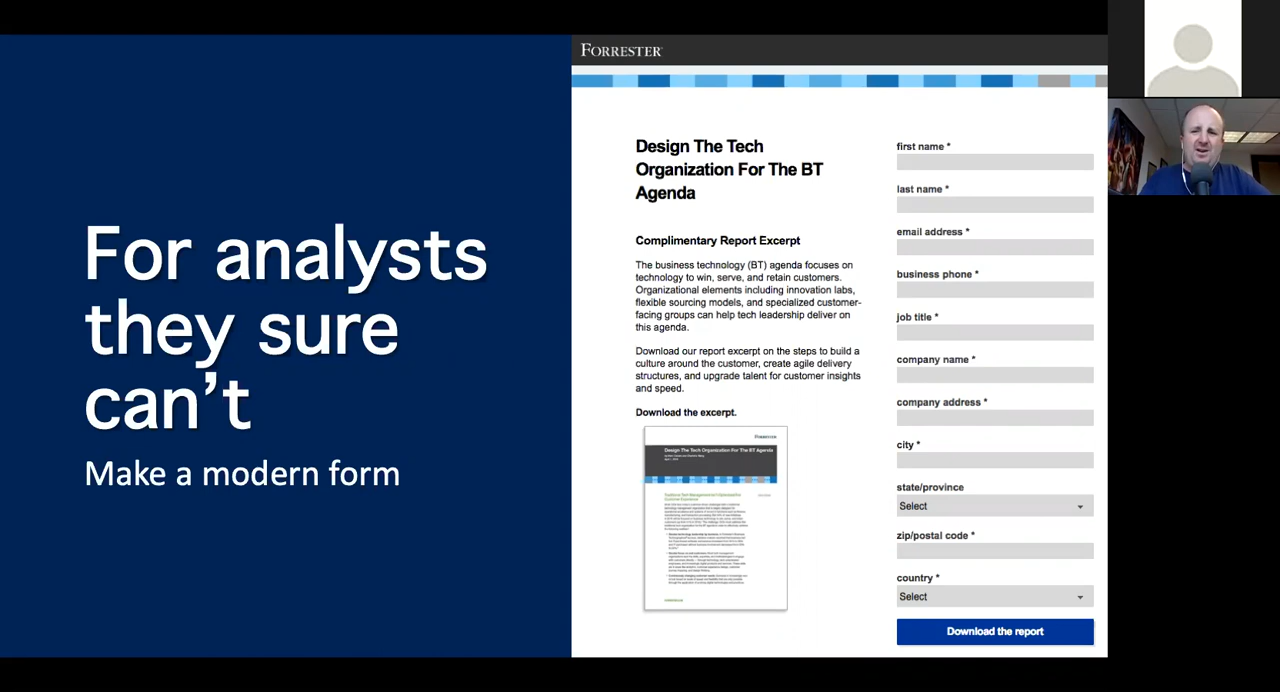 For analysts
they sure
can't
Make a modern form
FORRESTER
Design The Tech
Organization For The BT
Agenda
Complimentary Report Excerpt
The business technology (BT) agenda focuses on
technology to win, serve, and retain customers.
Organizational elements including innovation labs,
flexible sourcing models, and specialized customer-
facing groups can help tech leadership deliver on
this agenda.
Download our report excerpt on the steps to build a
culture around the customer, create agile delivery
structures, and upgrade talent for customer insights
and speed.
Download the excerpt.
FORRESTER
Design The Tech Organization For The BT Agenda
first name *
last name *
email address *
business phone *
job title *
company name *
company address *
city *
state/province
Select
zip/postal code *
country *
Select
Download the report